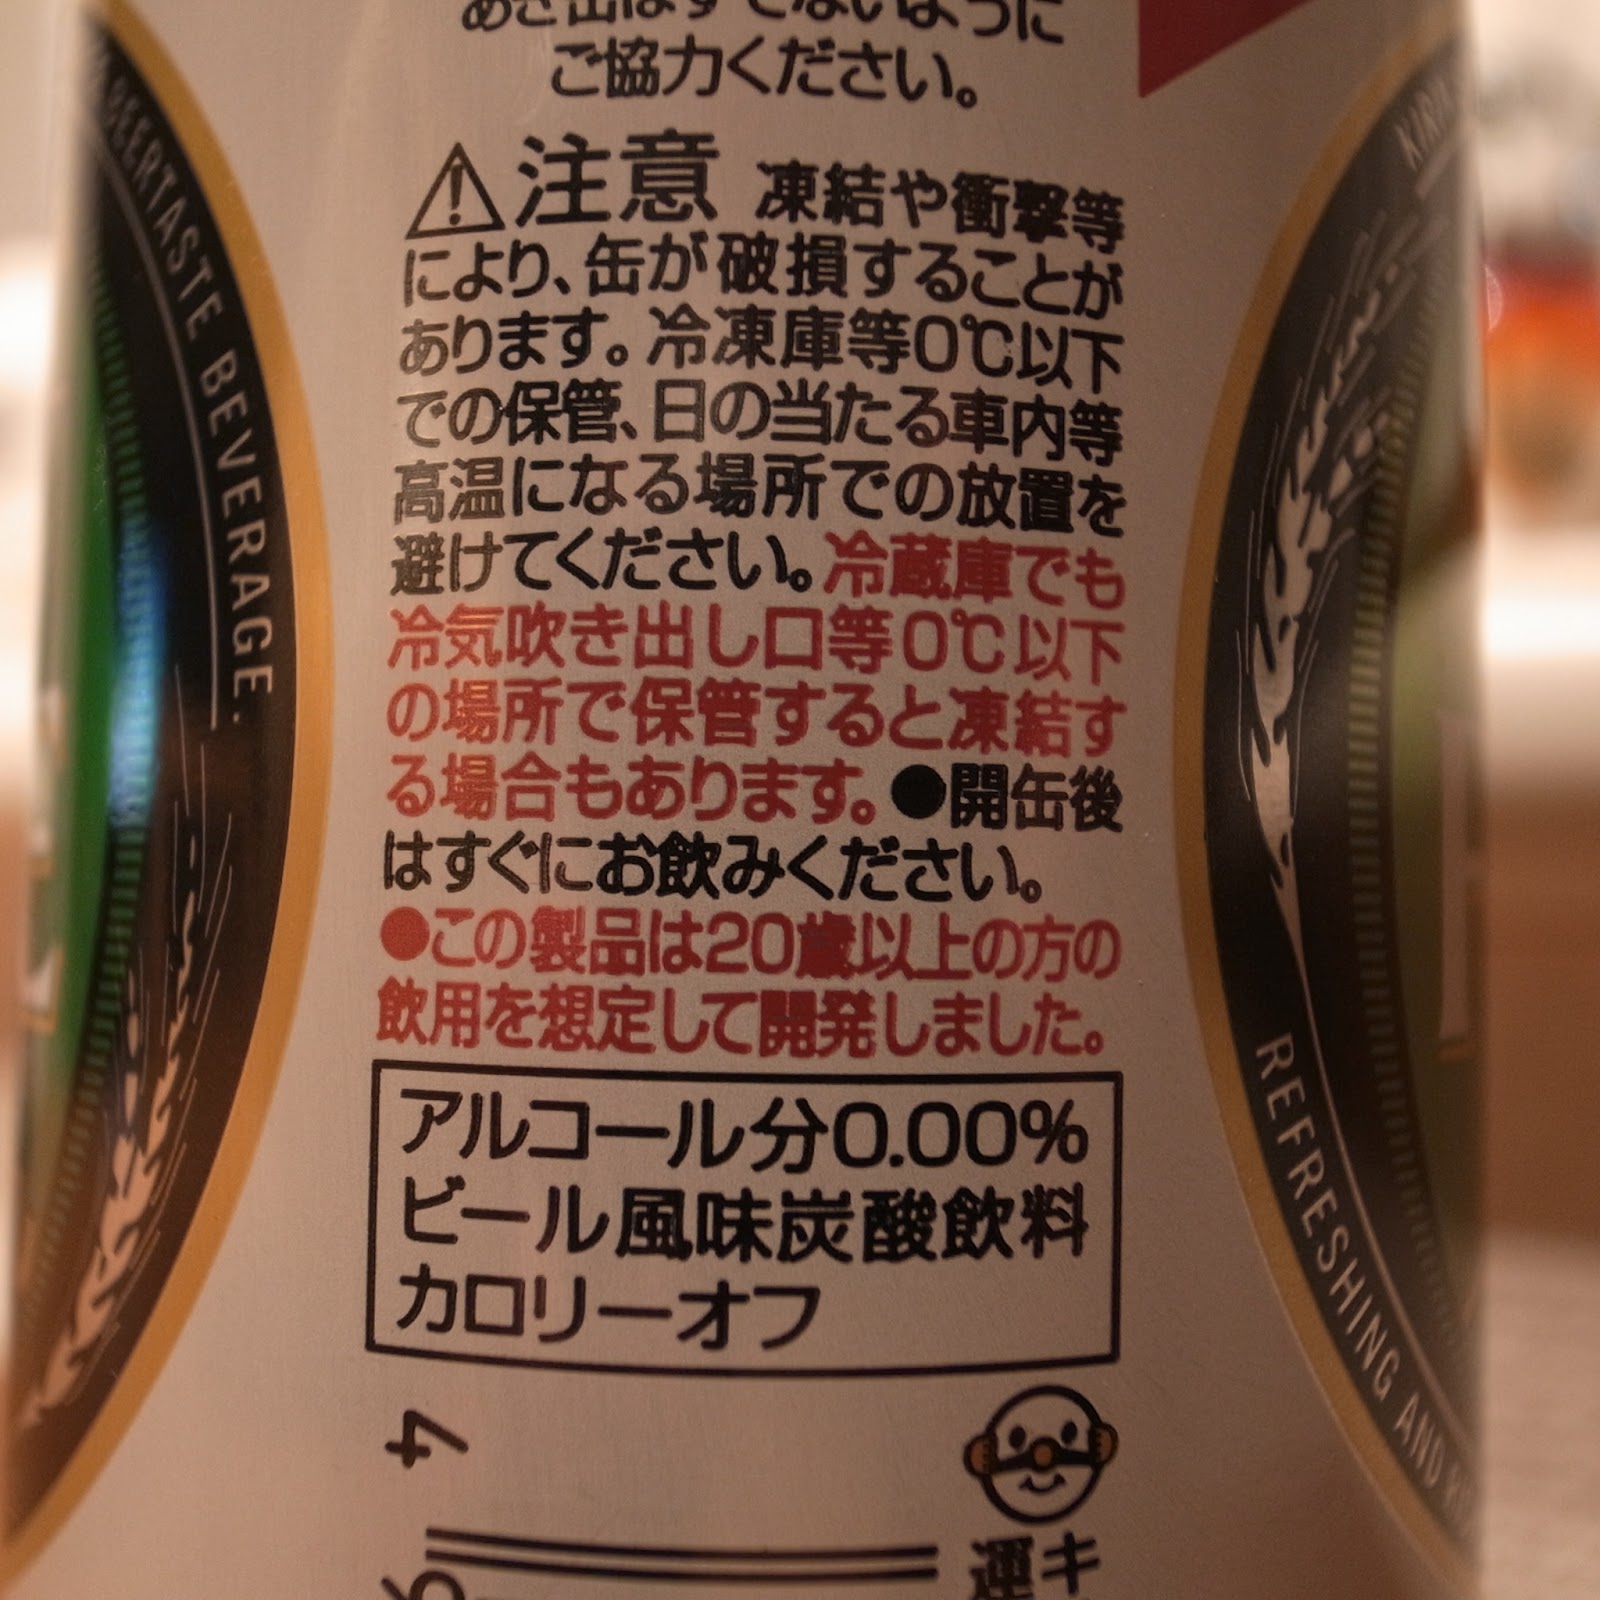 ご協力ください。
注意 凍結や衝撃等
により、缶が破損することが
あります。冷凍庫等0℃以下
での保管、日の当たる車内等
高温になる場所での放置を
避けてください。冷蔵庫でも
冷気吹き出し口等0℃以下
の場所で保管すると凍結す
る場合もあります。●開缶後
はすぐにお飲みください。
●この製品は20歳以上の方の
飲用を想定して開発しました。
アルコール分0.00%
ビール風味炭酸飲料
カロリーオフ
4
キ
運
BEERTASTE BEVERAGE.
REFRESHING AND